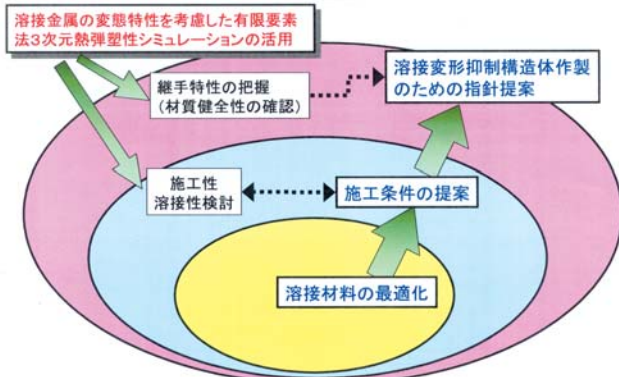 溶接金属の変態特性を考慮した有限要素
法3次元熱弾塑性シミュレーションの活用
継手特性の把握
(材質健全性の確認)
溶接変形抑制構造体作製
のための指針提案
施工性
溶接性検討
施工条件の提案
溶接材料の最適化